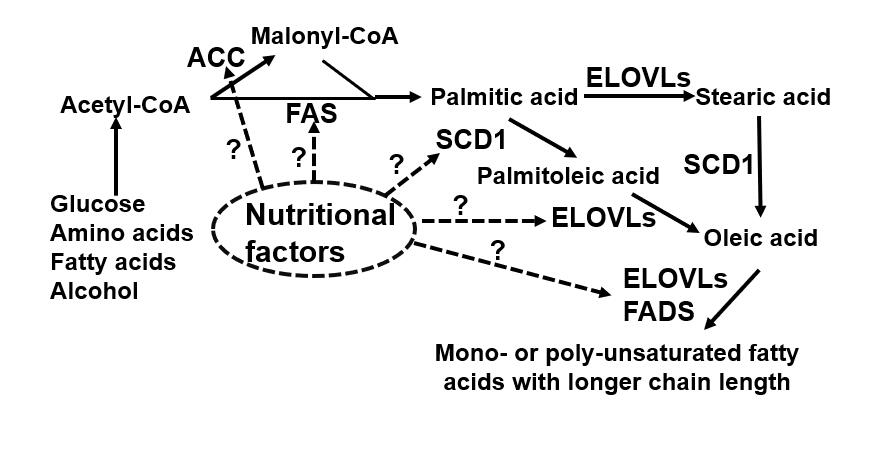 Malonyl-CoA
ACC
Acetyl-CoA
FAS
Palmitic acid
ELOVLs
Stearic acid
?
?
?
SCD1
Palmitoleic acid
SCD1
Glucose
Amino acids
Fatty acids
Alcohol
Nutritional
factors
?
ELOVLs
Oleic acid
?
ELOVLs
FADS
Mono- or poly-unsaturated fatty
acids with longer chain length